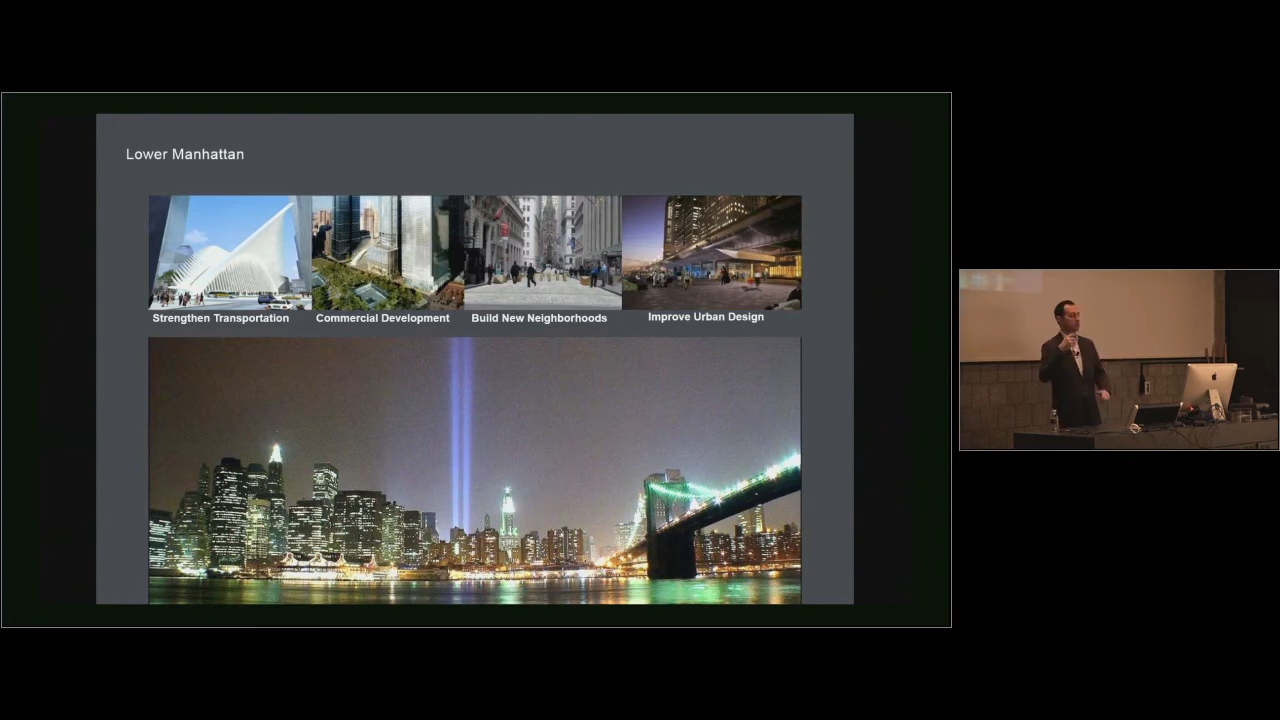 Lower Manhattan
Strengthen Transportation
Commercial Development
Build New Neighborhoods
Improve Urban Design